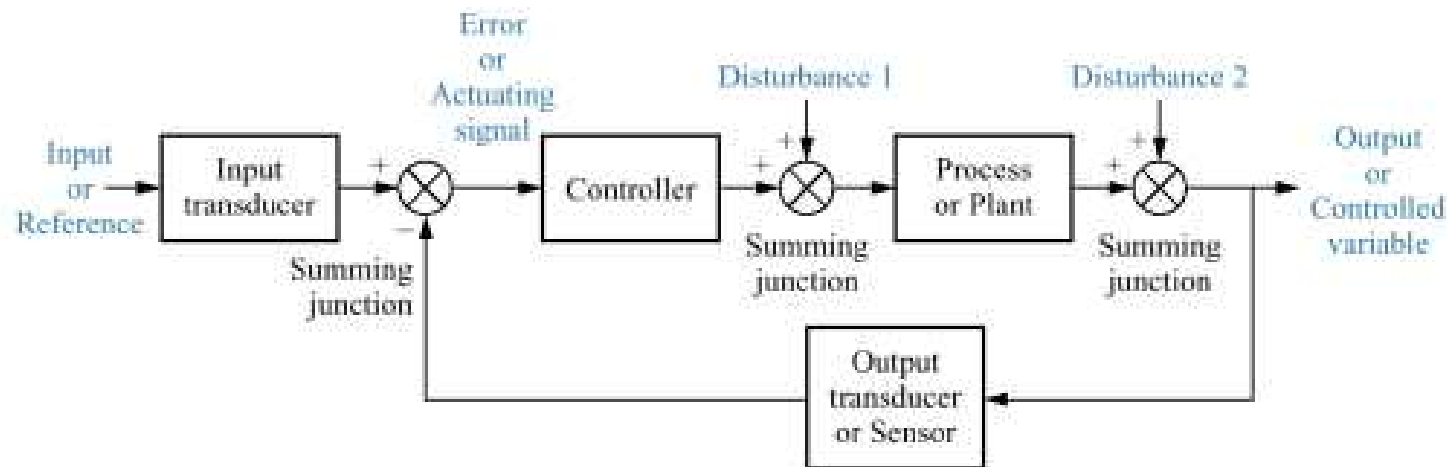 Error
or
Actuating
signal
Disturbance 1
Disturbance 2
Input
or
Reference
Input
transducer
+
−
Summing
junction
Controller
+
+
Summing
junction
Process
or Plant
+
+
Summing
junction
Output
or
Controlled
variable
Output
transducer
or Sensor